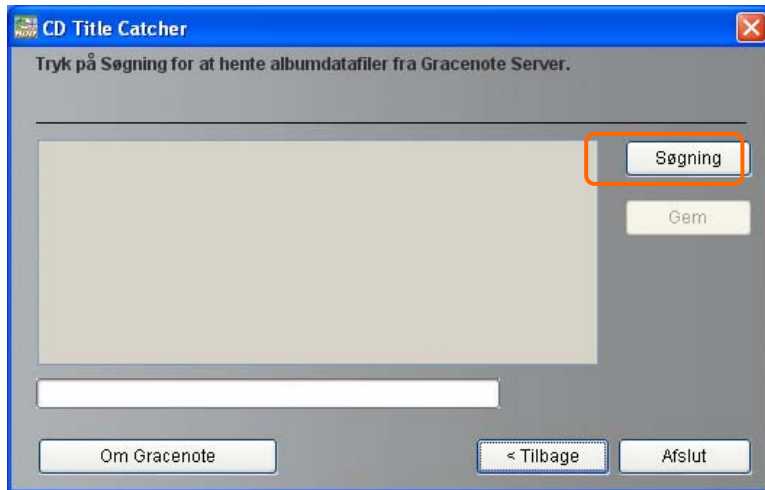 CD Title Catcher
Tryk på Søgning for at hente albumdatafiler fra Gracenote Server.
Søgning
Gem
Om Gracenote
< Tilbage
Afslut